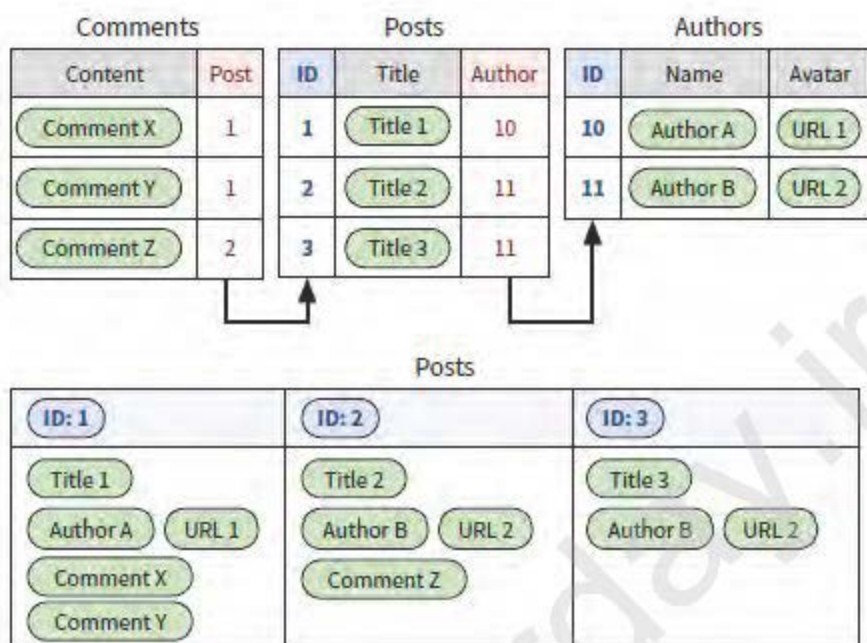 Comments Posts Authors
Content Post ID Title Author ID Name Avatar
Comment X 1 1 Title 1 10 10 Author A URL 1
Comment Y 1 2 Title 2 11 11 Author B URL 2
Comment Z 2 3 Title 3 11
Posts
ID: 1 ID: 2 ID: 3
Title 1 Title 2 Title 3
Author A URL 1 Author B URL 2 Author B URL 2
Comment X Comment Z
Comment Y